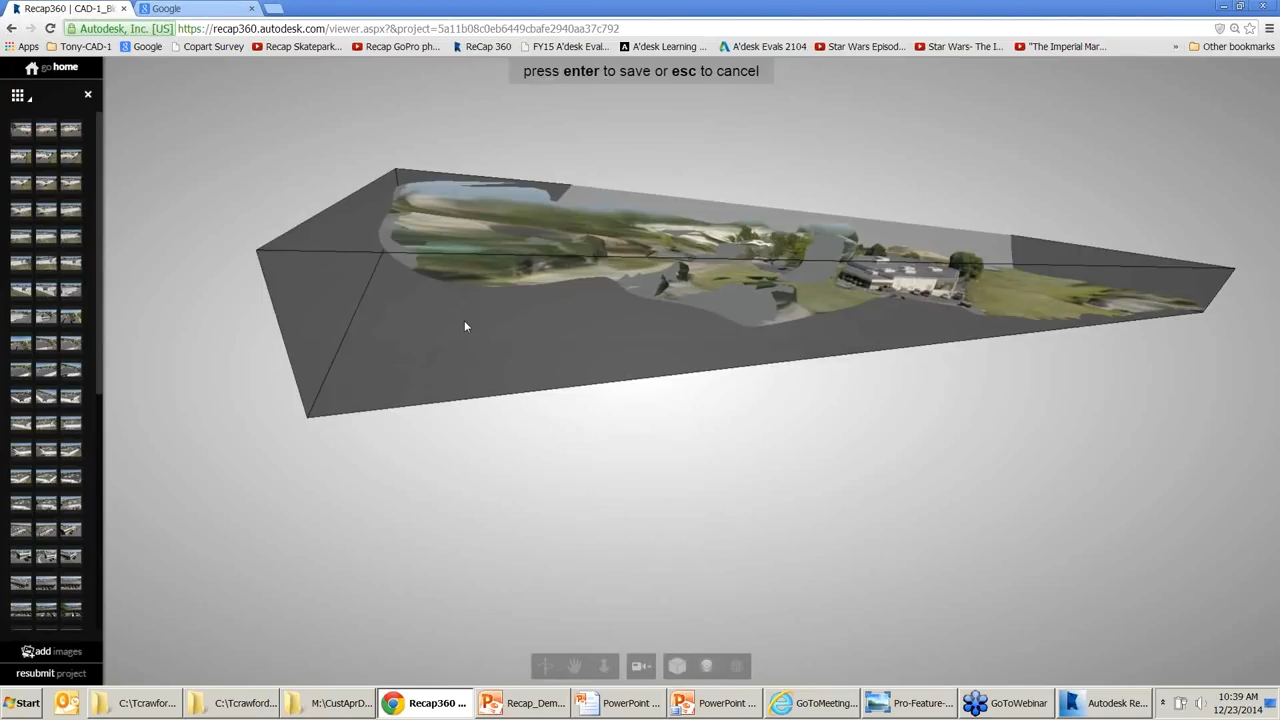 Recap360 | CAD-1_Bl
Google
Autodesk, Inc. [US]
https://recap360.autodesk.com/viewer.aspx?&project=5a11b08c0eb6449cbafe2940aa37c792
Apps
Tony-CAD-1
Google
Copart Survey
Recap Skatepark...
Recap GoPro ph...
ReCap 360
FY15 A'desk Eval...
A'desk Learning ...
A'desk Evals 2104
Star Wars Episod...
Star Wars- The I...
"The Imperial Mar...
»
Other bookmarks
go home
press enter to save or esc to cancel
add images
resubmit project
Start
C:\Tcrawfor...
C:\Tcrawford...
M:\CustAprD...
Recap360 ...
Recap_Dem...
PowerPoint ...
PowerPoint ...
GoToMeeting...
Pro-Feature-...
GoToWebinar
Autodesk Re...
10:39 AM
12/23/2014